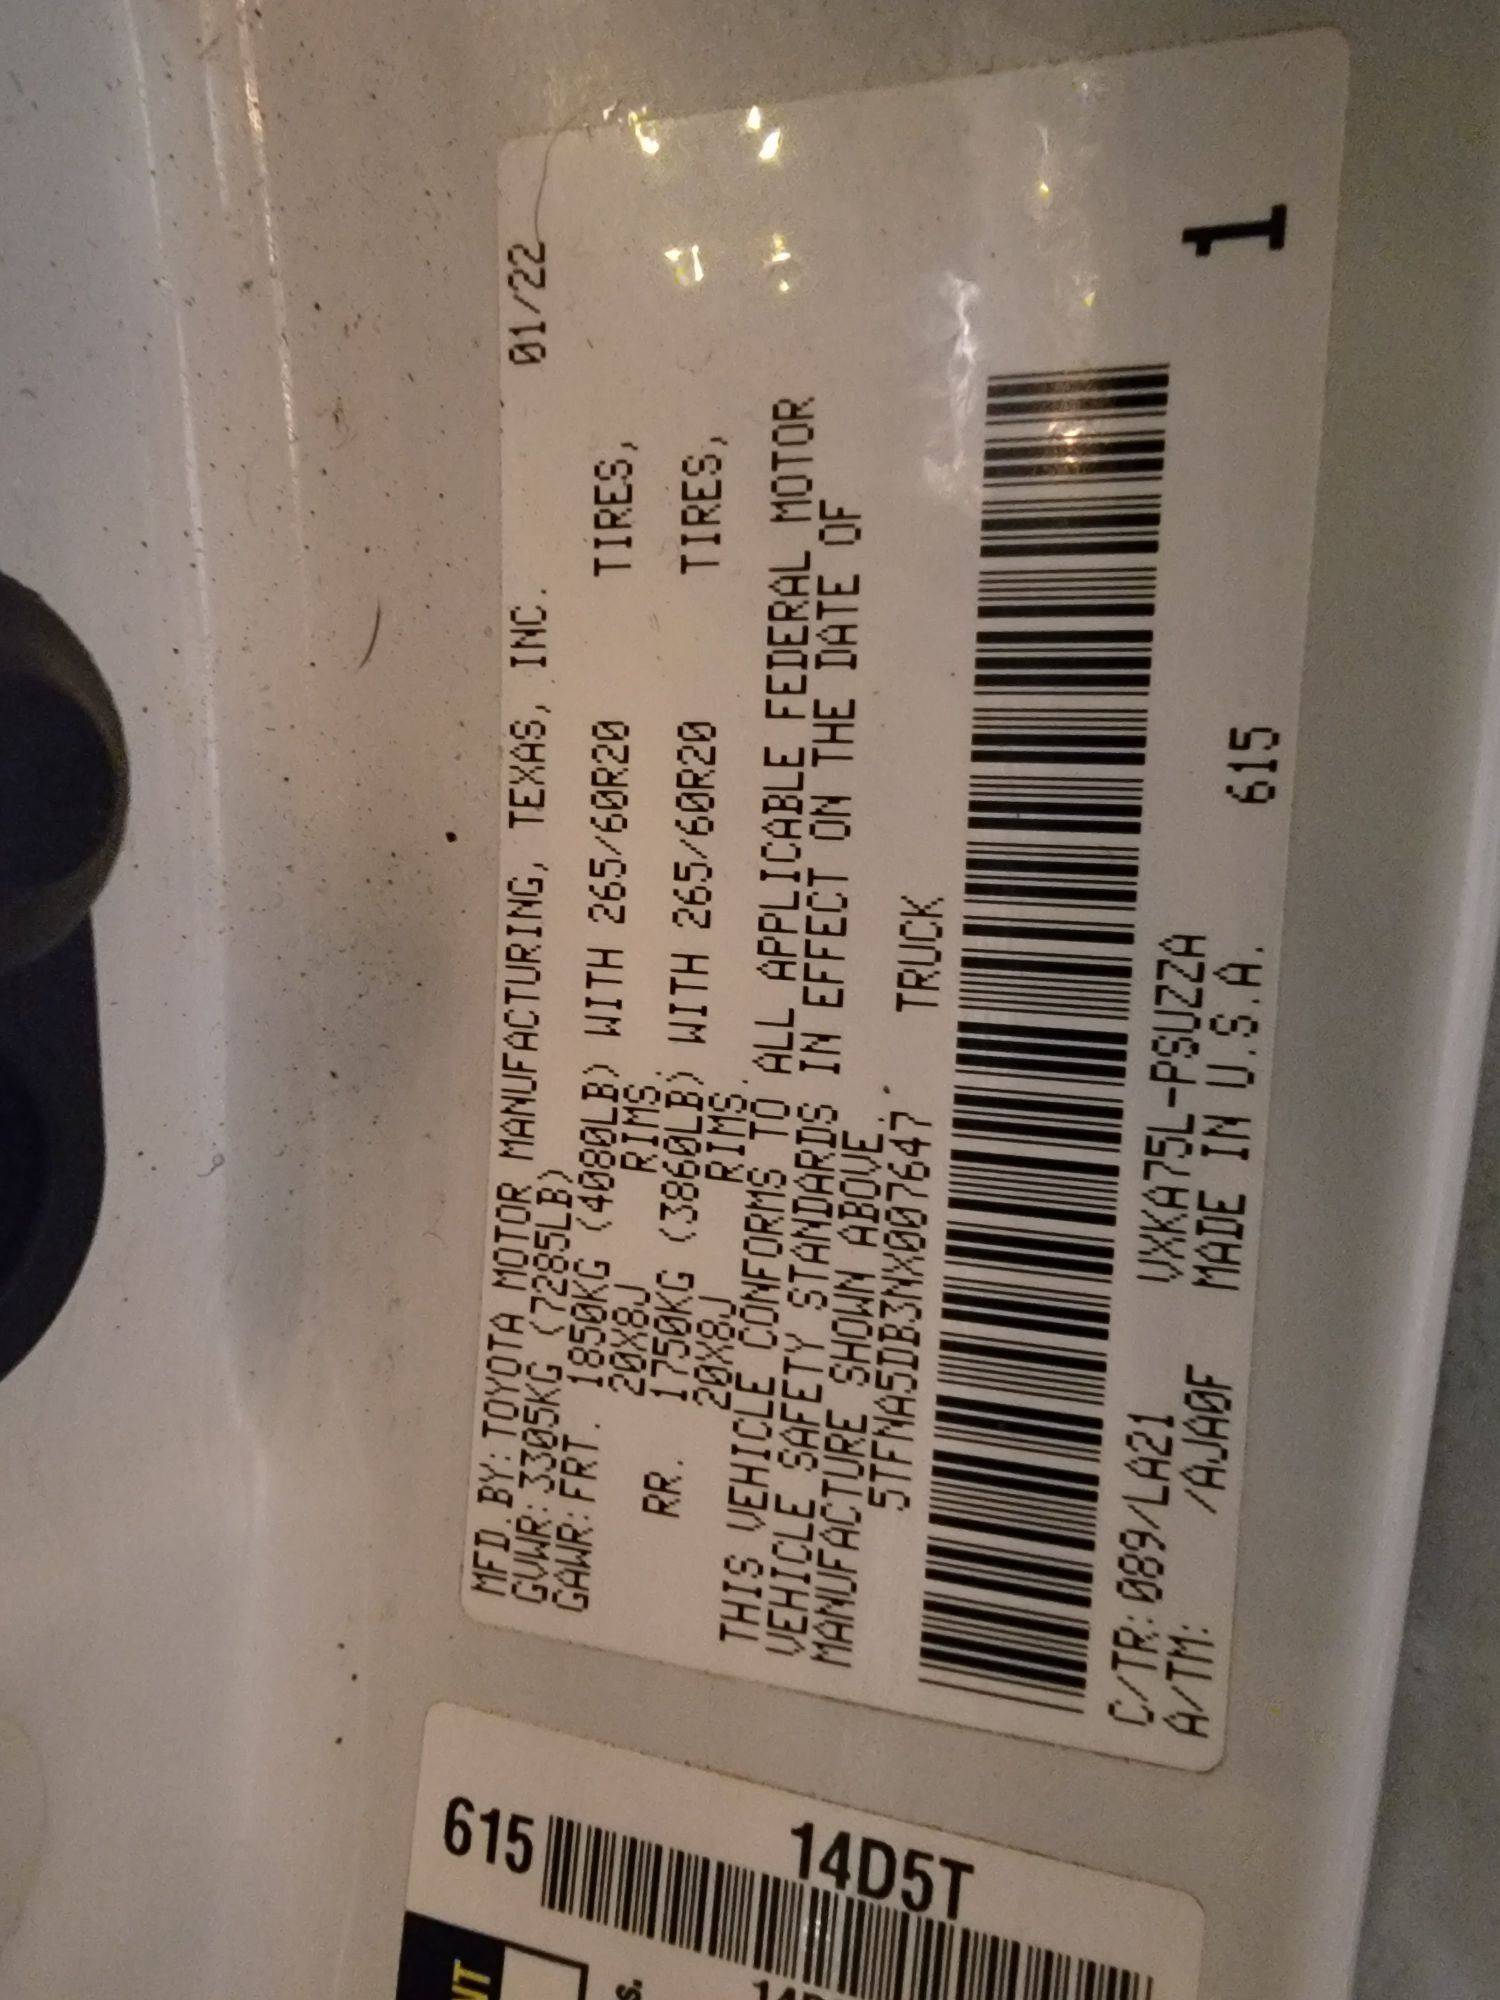 MFD.BY:TOYOTA MOTOR MANUFACTURING, TEXAS, INC. 01/22
GVWR:3305KG (7285LB)
GAWR:FRT. 1850KG (4080LB) WITH 265/60R20 TIRES,
20X8J RIMS,
RR. 1750KG (3860LB) WITH 265/60R20 TIRES,
20X8J RIMS.
THIS VEHICLE CONFORMS TO ALL APPLICABLE FEDERAL MOTOR
VEHICLE SAFETY STANDARDS IN EFFECT ON THE DATE OF
MANUFACTURE SHOWN ABOVE.
5TFNA5DB3NX007647 TRUCK
C/TR:089/LA21 VXKA75L-PSUZZA
A/TM: /AJA0F MADE IN U.S.A. 615
1
615
14D5T